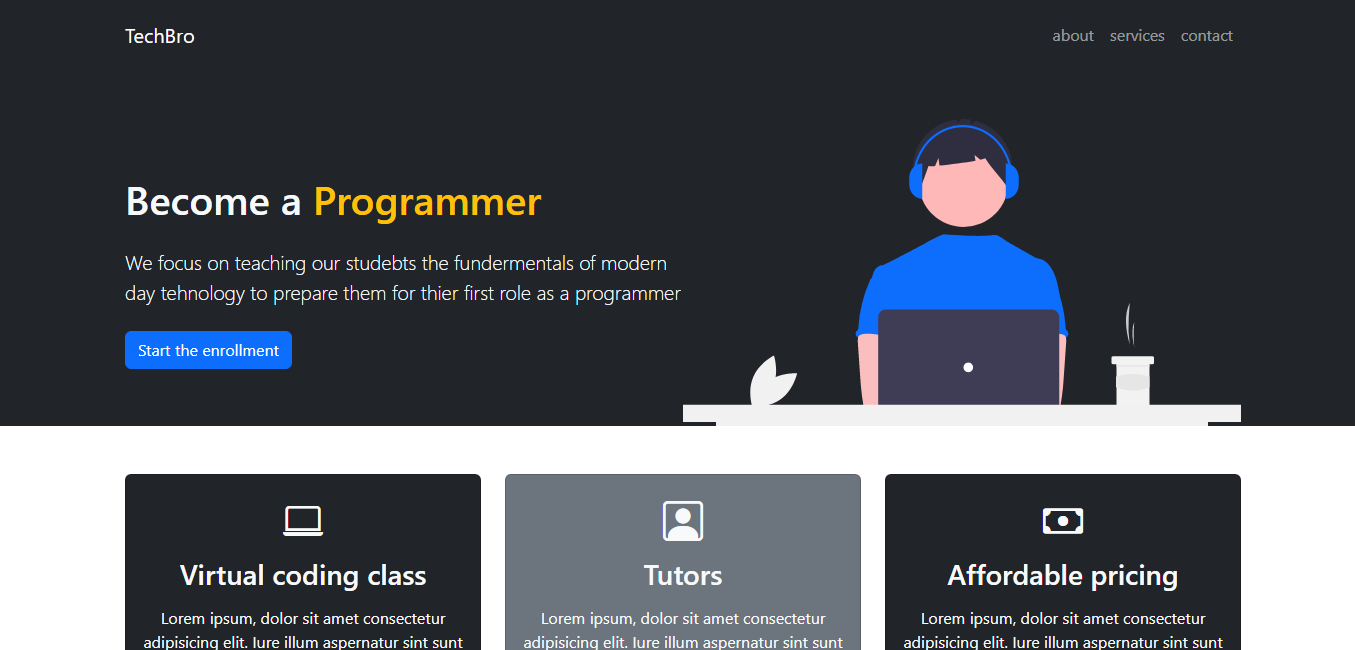 TechBro
about services contact
Become a Programmer
We focus on teaching our studebts the fundermentals of modern
day tehnology to prepare them for thier first role as a programmer
Start the enrollment
Virtual coding class
Lorem ipsum, dolor sit amet consectetur
adipisicing elit. Iure illum aspernatur sint sunt
Tutors
Lorem ipsum, dolor sit amet consectetur
adipisicing elit. Iure illum aspernatur sint sunt
Affordable pricing
Lorem ipsum, dolor sit amet consectetur
adipisicing elit. Iure illum aspernatur sint sunt